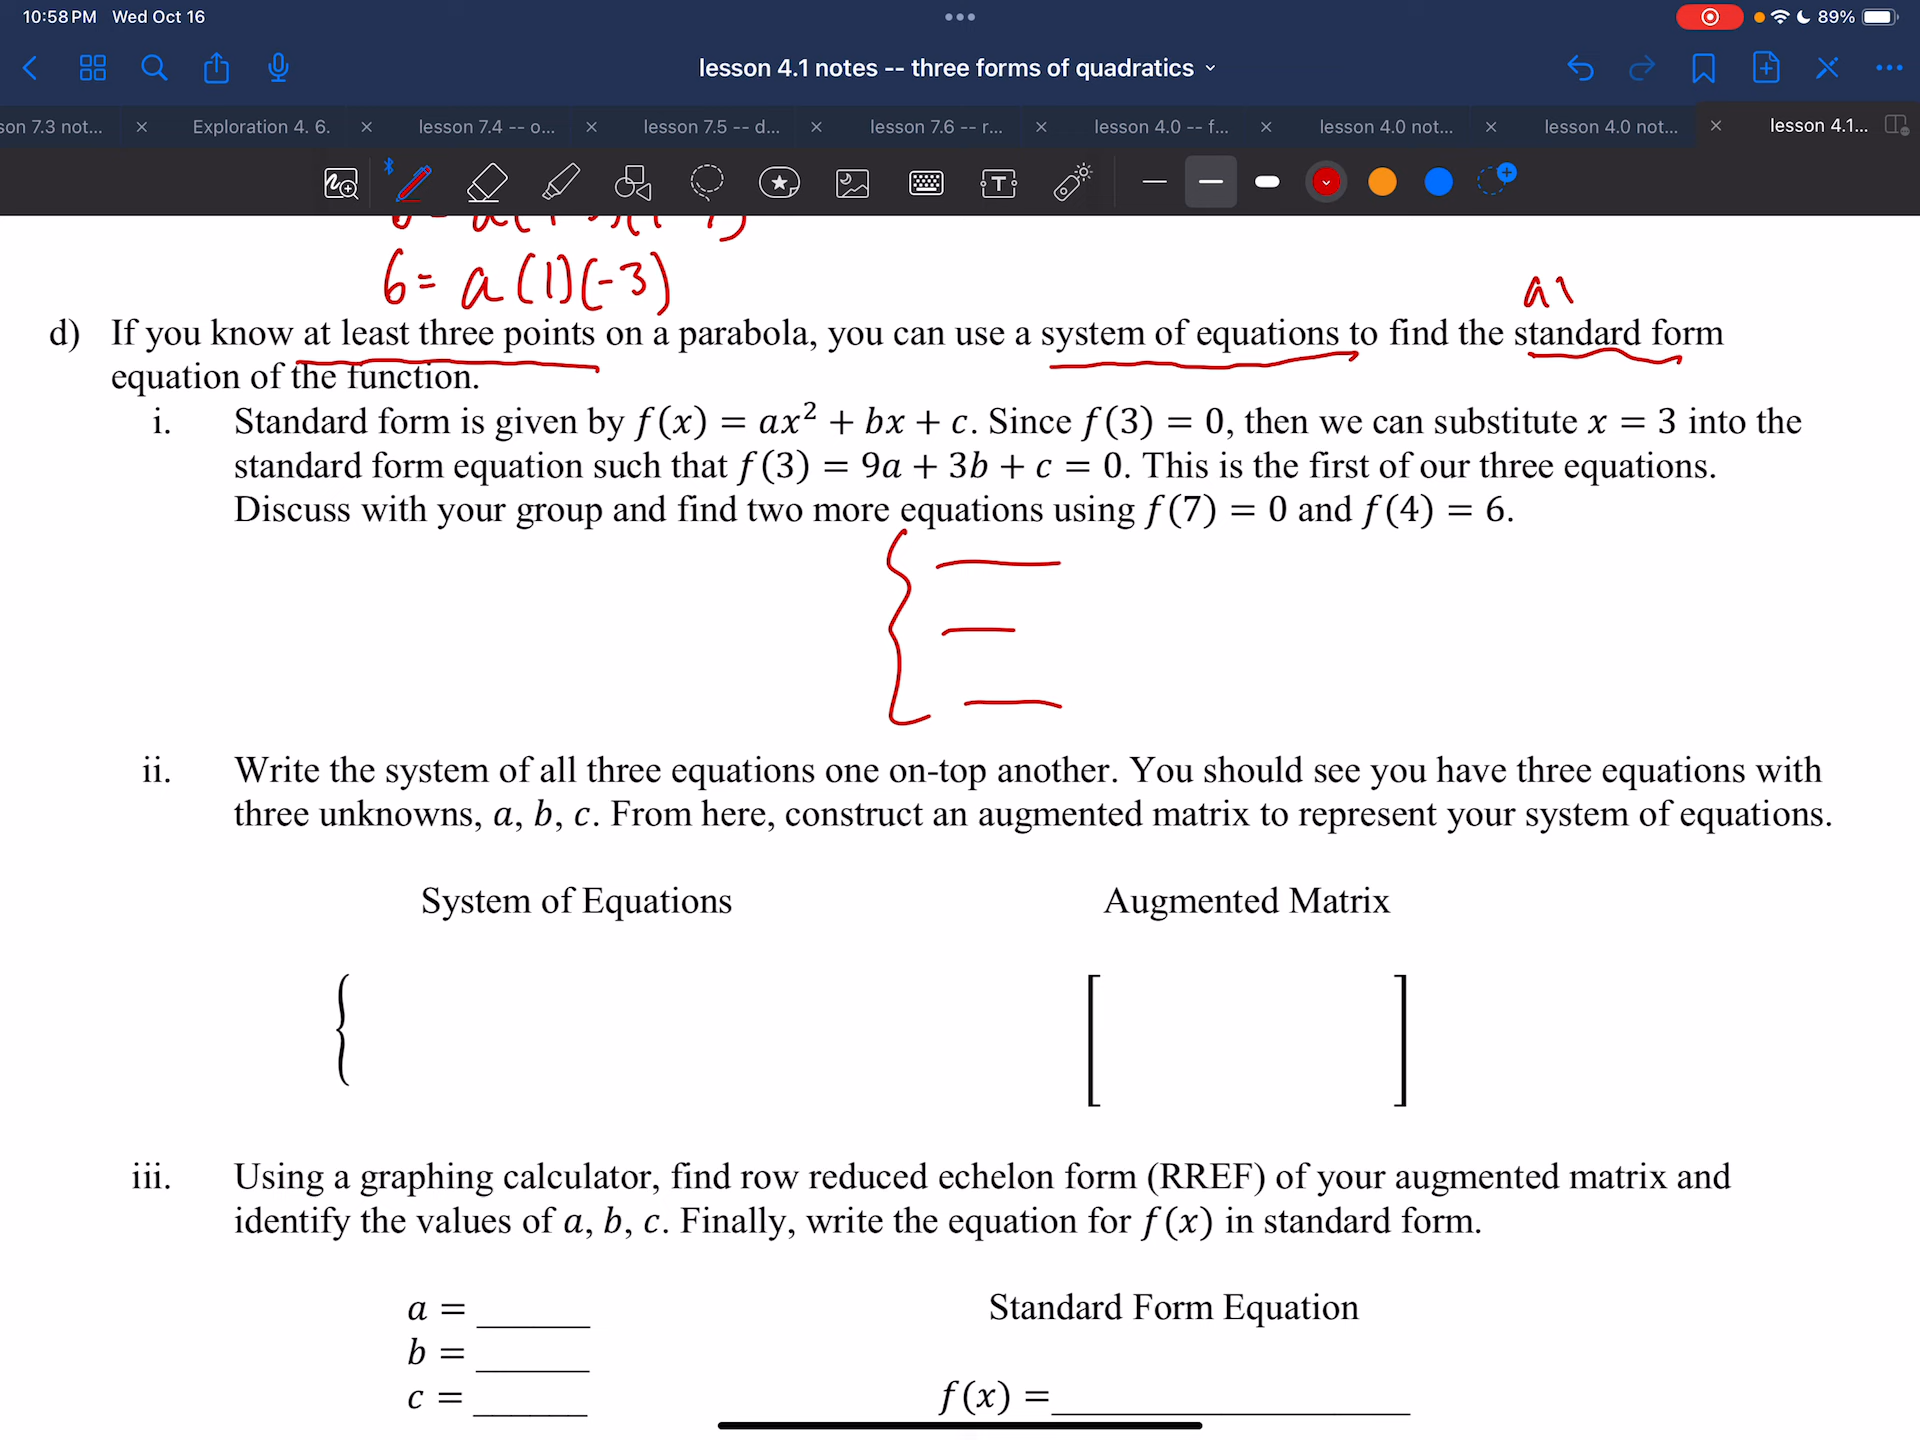 10:58 PM Wed Oct 16
89%
lesson 4.1 notes -- three forms of quadratics
son 7.3 not... × Exploration 4. 6. × lesson 7.4 -- o... × lesson 7.5 -- d... × lesson 7.6 -- r... × lesson 4.0 -- f... × lesson 4.0 not... × lesson 4.0 not... × lesson 4.1...
6 = a (1)(-3)
d) If you know at least three points on a parabola, you can use a system of equations to find the standard form
equation of the function.
i. Standard form is given by f(x) = ax² + bx + c. Since f(3) = 0, then we can substitute x = 3 into the
standard form equation such that f(3) = 9a + 3b + c = 0. This is the first of our three equations.
Discuss with your group and find two more equations using f(7) = 0 and f(4) = 6.
ii. Write the system of all three equations one on-top another. You should see you have three equations with
three unknowns, a, b, c. From here, construct an augmented matrix to represent your system of equations.
System of Equations Augmented Matrix
{ [ ]
iii. Using a graphing calculator, find row reduced echelon form (RREF) of your augmented matrix and
identify the values of a, b, c. Finally, write the equation for f(x) in standard form.
a = ______ Standard Form Equation
b = ______
c = ______ f(x) =__________________